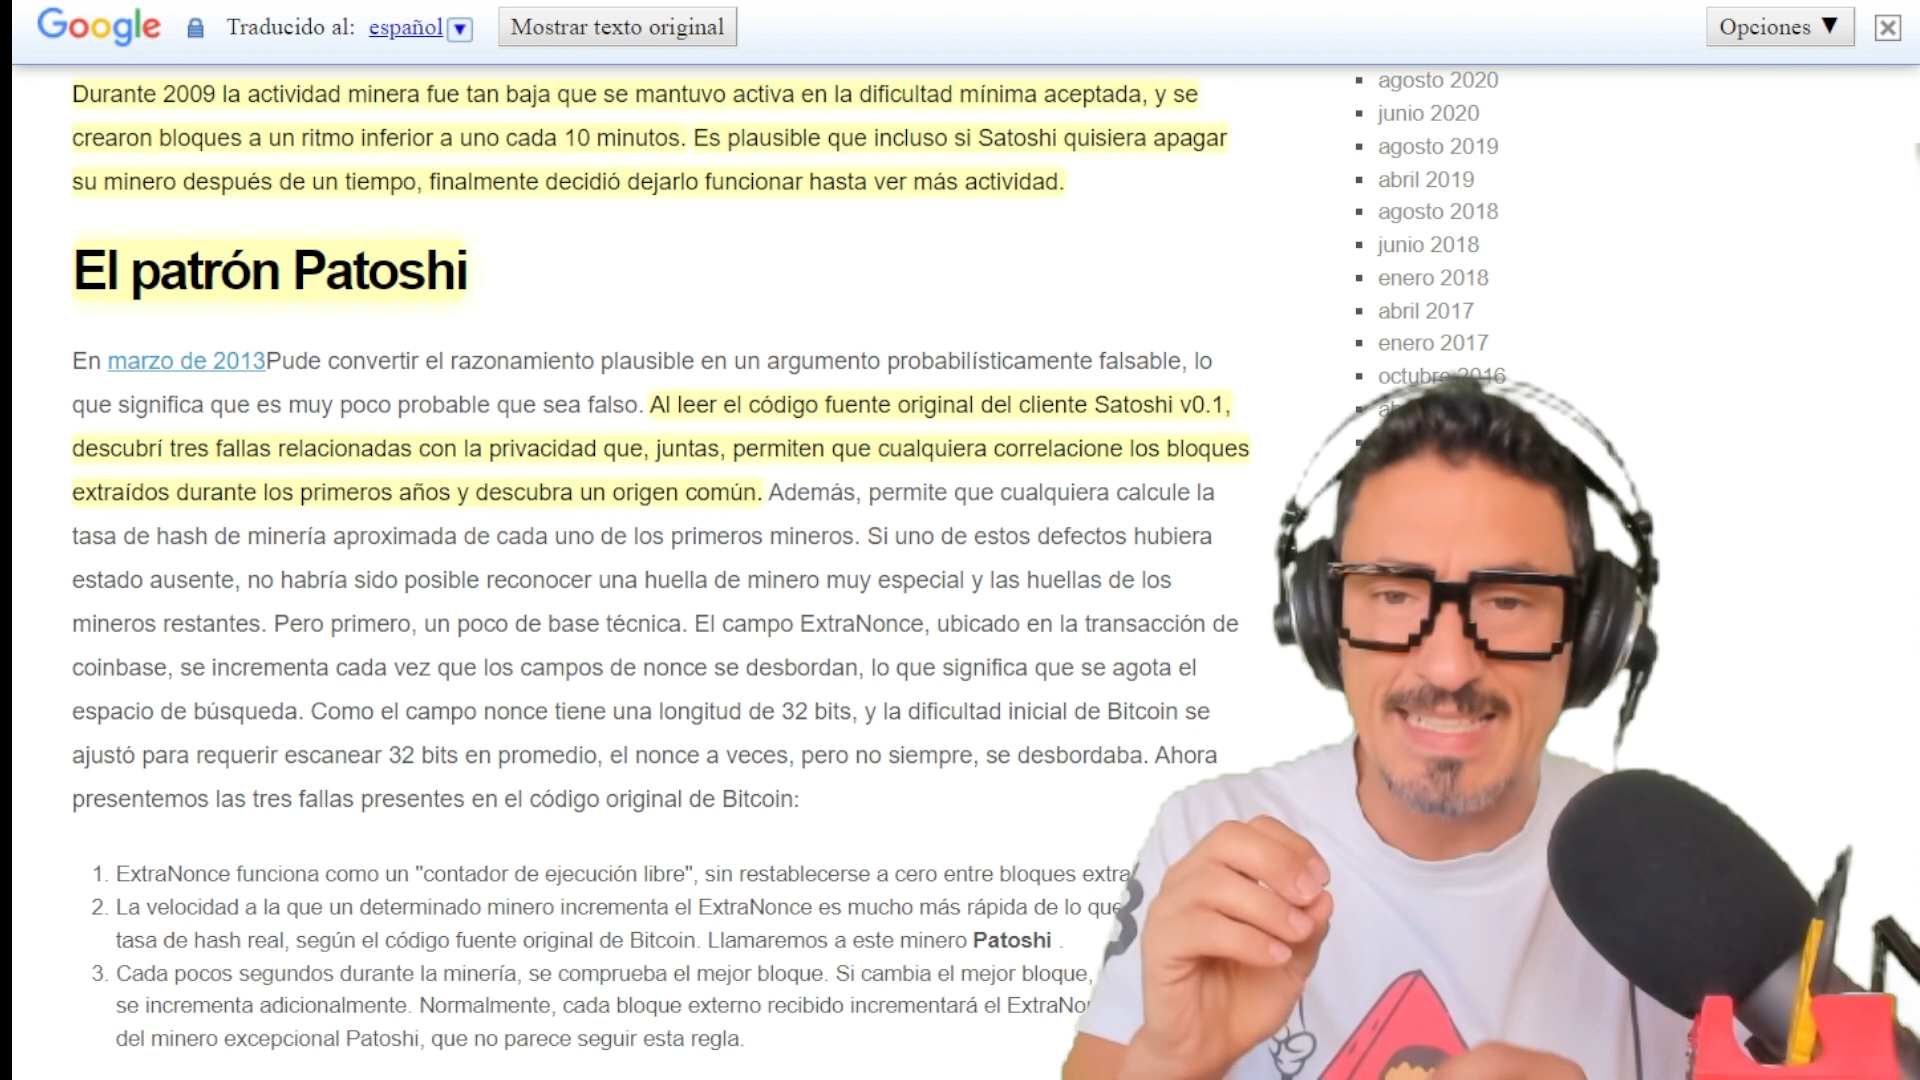 Google Traducido al: español Mostrar texto original Opciones ▼
Durante 2009 la actividad minera fue tan baja que se mantuvo activa en la dificultad mínima aceptada, y se
crearon bloques a un ritmo inferior a uno cada 10 minutos. Es plausible que incluso si Satoshi quisiera apagar
su minero después de un tiempo, finalmente decidió dejarlo funcionar hasta ver más actividad.
El patrón Patoshi
En marzo de 2013Pude convertir el razonamiento plausible en un argumento probabilísticamente falsable, lo
que significa que es muy poco probable que sea falso. Al leer el código fuente original del cliente Satoshi v0.1,
descubrí tres fallas relacionadas con la privacidad que, juntas, permiten que cualquiera correlacione los bloques
extraídos durante los primeros años y descubra un origen común. Además, permite que cualquiera calcule la
tasa de hash de minería aproximada de cada uno de los primeros mineros. Si uno de estos defectos hubiera
estado ausente, no habría sido posible reconocer una huella de minero muy especial y las huellas de los
mineros restantes. Pero primero, un poco de base técnica. El campo ExtraNonce, ubicado en la transacción de
coinbase, se incrementa cada vez que los campos de nonce se desbordan, lo que significa que se agota el
espacio de búsqueda. Como el campo nonce tiene una longitud de 32 bits, y la dificultad inicial de Bitcoin se
ajustó para requerir escanear 32 bits en promedio, el nonce a veces, pero no siempre, se desbordaba. Ahora
presentemos las tres fallas presentes en el código original de Bitcoin:
1. ExtraNonce funciona como un "contador de ejecución libre", sin restablecerse a cero entre bloques extra
2. La velocidad a la que un determinado minero incrementa el ExtraNonce es mucho más rápida de lo que
tasa de hash real, según el código fuente original de Bitcoin. Llamaremos a este minero Patoshi .
3. Cada pocos segundos durante la minería, se comprueba el mejor bloque. Si cambia el mejor bloque,
se incrementa adicionalmente. Normalmente, cada bloque externo recibido incrementará el ExtraNo
del minero excepcional Patoshi, que no parece seguir esta regla.
agosto 2020
junio 2020
agosto 2019
abril 2019
agosto 2018
junio 2018
enero 2018
abril 2017
enero 2017
octubre 2016